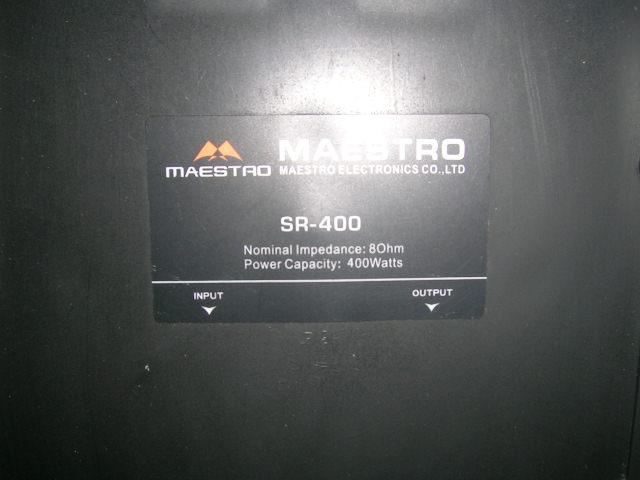 MAESTRO
MAESTRO
MAESTRO ELECTRONICS CO.,LTD
SR-400
Nominal Impedance: 8Ohm
Power Capacity: 400Watts
INPUT
OUTPUT